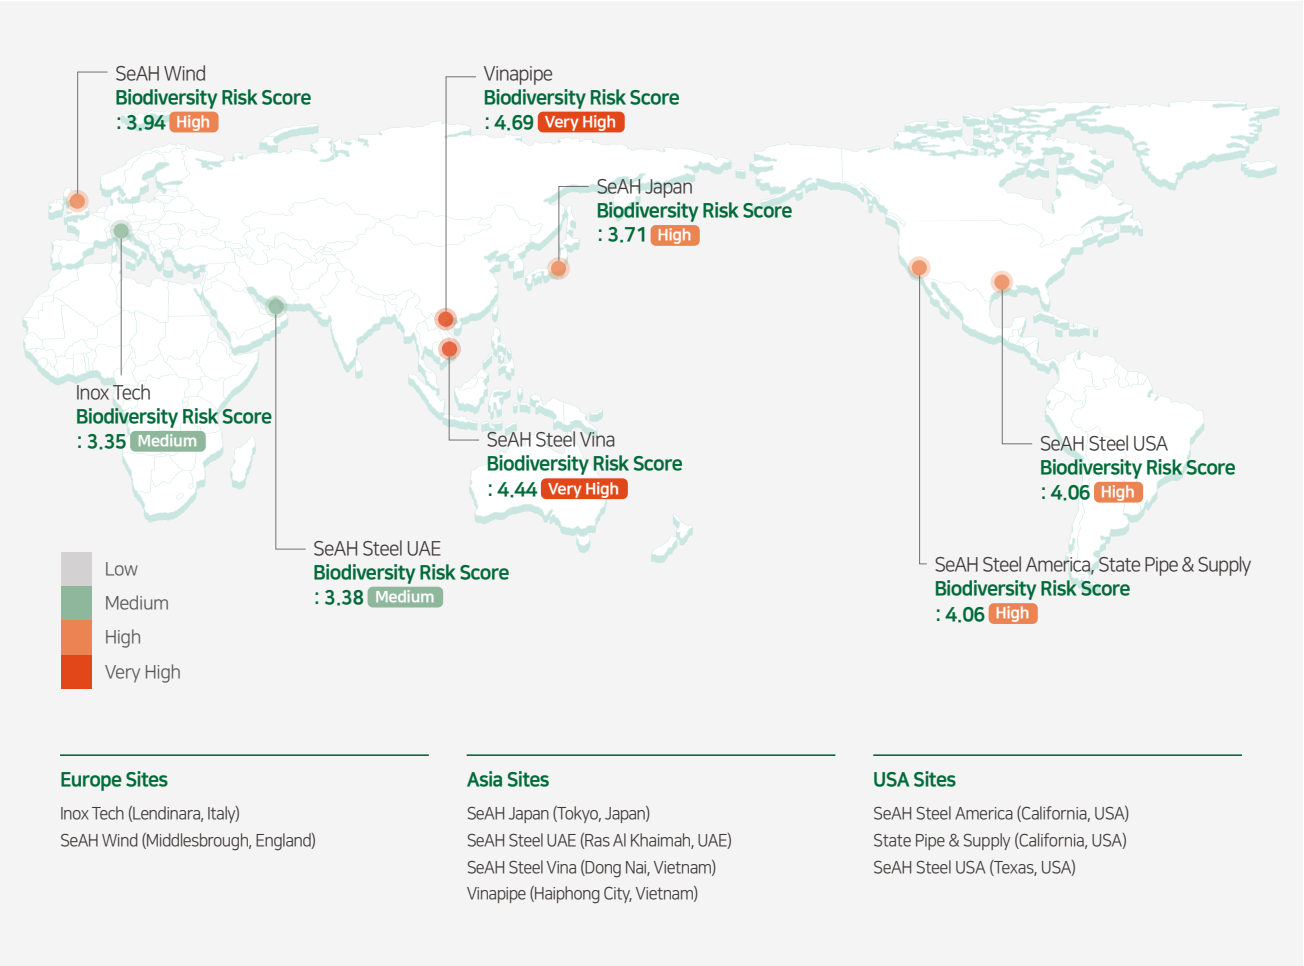 SeAH Wind
Biodiversity Risk Score
: 3.94 High
Vinapipe
Biodiversity Risk Score
: 4.69 Very High
SeAH Japan
Biodiversity Risk Score
: 3.71 High
Inox Tech
Biodiversity Risk Score
: 3.35 Medium
SeAH Steel Vina
Biodiversity Risk Score
: 4.44 Very High
SeAH Steel USA
Biodiversity Risk Score
: 4.06 High
SeAH Steel UAE
Biodiversity Risk Score
: 3.38 Medium
SeAH Steel America, State Pipe & Supply
Biodiversity Risk Score
: 4.06 High
Low
Medium
High
Very High
Europe Sites
Inox Tech (Lendinara, Italy)
SeAH Wind (Middlesbrough, England)
Asia Sites
SeAH Japan (Tokyo, Japan)
SeAH Steel UAE (Ras Al Khaimah, UAE)
SeAH Steel Vina (Dong Nai, Vietnam)
Vinapipe (Haiphong City, Vietnam)
USA Sites
SeAH Steel America (California, USA)
State Pipe & Supply (California, USA)
SeAH Steel USA (Texas, USA)